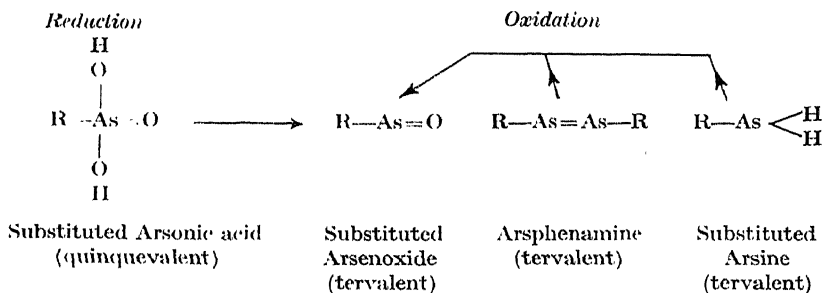 Reduction Oxidation
H
O
R—As—O R—As=O R—As=As—R R—As H
H
O
H
Substituted Arsonic acid Substituted Arsphenamine Substituted
(quinquevalent) Arsenoxide (tervalent) Arsine
(tervalent) (tervalent)